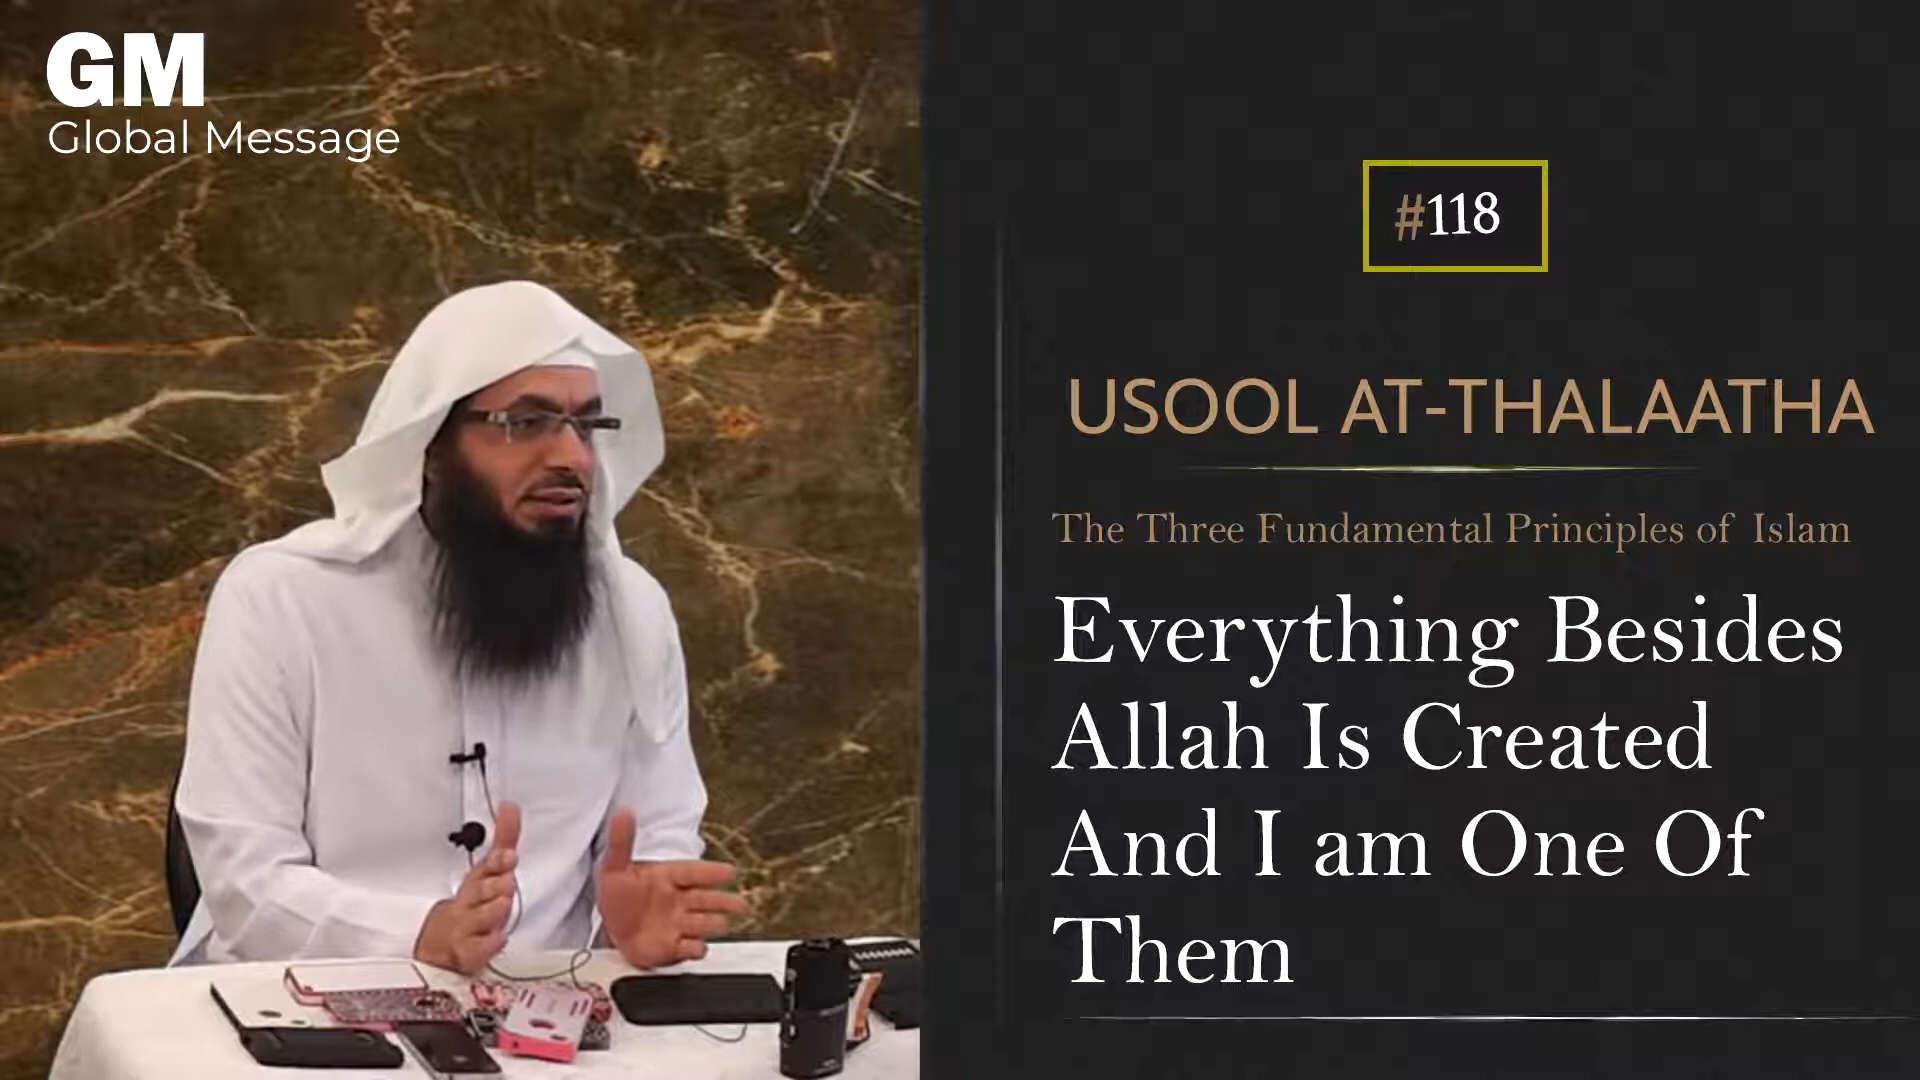 GM
Global Message
#118
USOOL AT-THALAATHA
The Three Fundamental Principles of Islam
Everything Besides
Allah Is Created
And I am One Of
Them